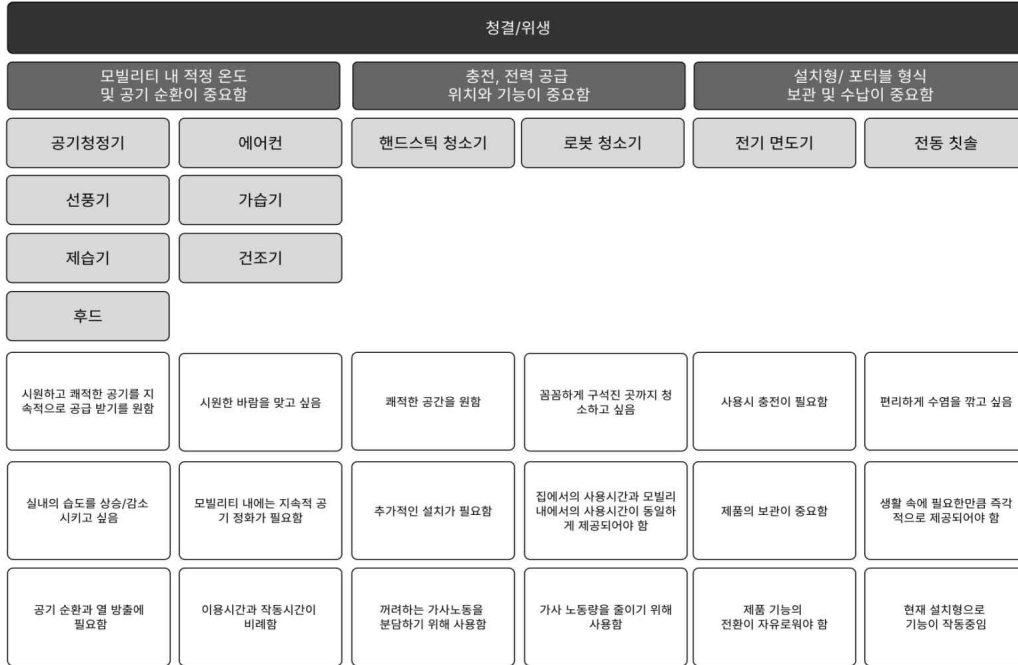 청결/위생
모빌리티 내 적정 온도
및 공기 순환이 중요함
충전, 전력 공급
위치와 기능이 중요함
설치형/ 포터블 형식
보관 및 수납이 중요함
공기청정기
에어컨
핸드스틱 청소기
로봇 청소기
전기 면도기
전동 칫솔
선풍기
가습기
제습기
건조기
후드
시원하고 쾌적한 공기를 지
속적으로 공급 받기를 원함
시원한 바람을 맞고 싶음
쾌적한 공간을 원함
꼼꼼하게 구석진 곳까지 청
소하고 싶음
사용시 충전이 필요함
편리하게 수염을 깎고 싶음
실내의 습도를 상승/감소
시키고 싶음
모빌리티 내에는 지속적 공
기 정화가 필요함
추가적인 설치가 필요함
집에서의 사용시간과 모빌리
내에서의 사용시간이 동일하
게 제공되어야 함
제품의 보관이 중요함
생활 속에 필요한만큼 즉각
적으로 제공되어야 함
공기 순환과 열 방출에
필요함
이용시간과 작동시간이
비례함
꺼려하는 가사노동을
분담하기 위해 사용함
가사 노동량을 줄이기 위해
사용함
제품 기능의
전환이 자유로워야 함
현재 설치형으로
기능이 작동중임